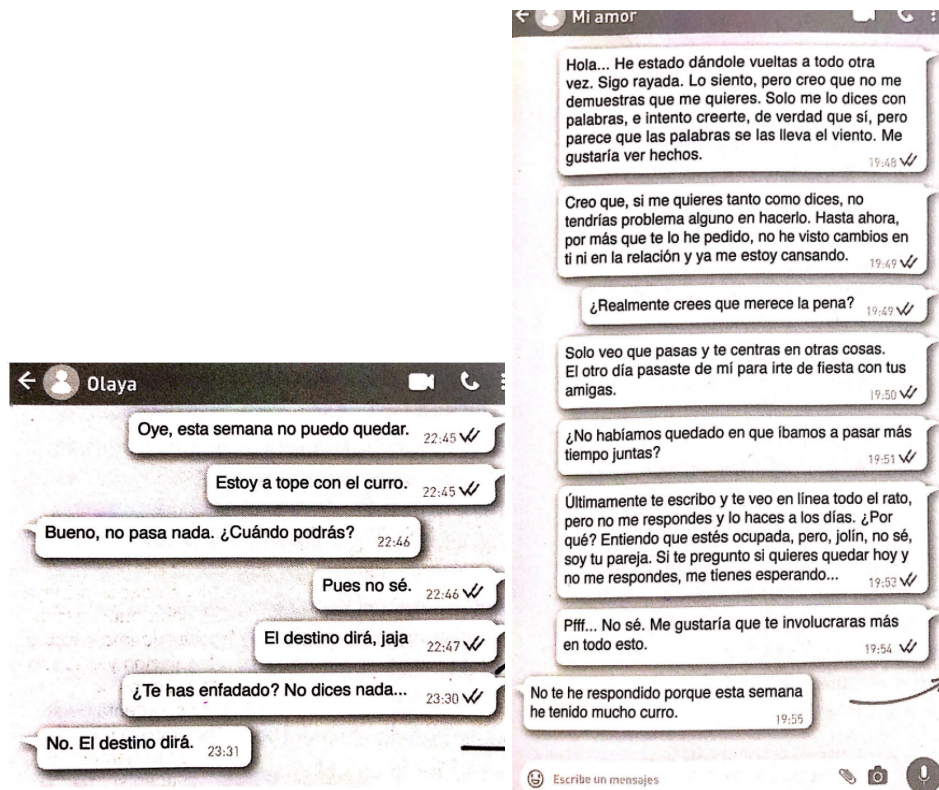 Olaya
Oye, esta semana no puedo quedar. 22:45
Estoy a tope con el curro. 22:45
Bueno, no pasa nada. ¿Cuándo podrás? 22:46
Pues no sé. 22:46
El destino dirá, jaja 22:47
¿Te has enfadado? No dices nada... 23:30
No. El destino dirá. 23:31
Mi amor
Hola... He estado dándole vueltas a todo otra
vez. Sigo rayada. Lo siento, pero creo que no me
demuestras que me quieres. Solo me lo dices con
palabras, e intento creerte, de verdad que sí, pero
parece que las palabras se las lleva el viento. Me
gustaría ver hechos. 19:48
Creo que, si me quieres tanto como dices, no
tendrías problema alguno en hacerlo. Hasta ahora,
por más que te lo he pedido, no he visto cambios en
ti ni en la relación y ya me estoy cansando. 19:49
¿Realmente crees que merece la pena? 19:49
Solo veo que pasas y te centras en otras cosas.
El otro día pasaste de mí para irte de fiesta con tus
amigas. 19:50
¿No habíamos quedado en que íbamos a pasar más
tiempo juntas? 19:51
Últimamente te escribo y te veo en línea todo el rato,
pero no me respondes y lo haces a los días. ¿Por
qué? Entiendo que estés ocupada, pero, jolín, no sé,
soy tu pareja. Si te pregunto si quieres quedar hoy y
no me respondes, me tienes esperando... 19:53
Pfff... No sé. Me gustaría que te involucraras más
en todo esto. 19:54
No te he respondido porque esta semana
he tenido mucho curro. 19:55
Escribe un mensajes